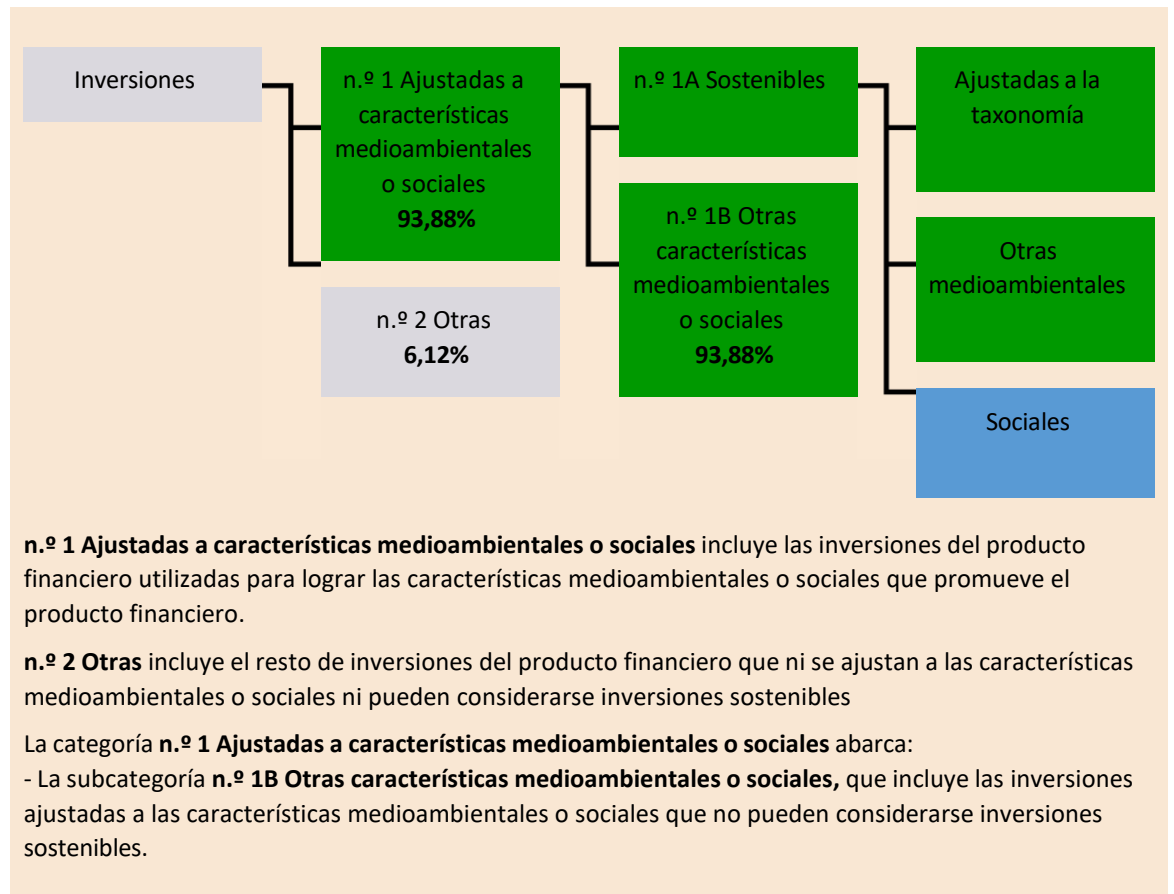 Inversiones
n.º 1 Ajustadas a
características
medioambientales
o sociales
93,88%
n.º 2 Otras
6,12%
n.º 1A Sostenibles
n.º 1B Otras
características
medioambientales
o sociales
93,88%
Ajustadas a la
taxonomía
Otras
medioambientales
Sociales
n.º 1 Ajustadas a características medioambientales o sociales incluye las inversiones del producto
financiero utilizadas para lograr las características medioambientales o sociales que promueve el
producto financiero.
n.º 2 Otras incluye el resto de inversiones del producto financiero que ni se ajustan a las características
medioambientales o sociales ni pueden considerarse inversiones sostenibles
La categoría n.º 1 Ajustadas a características medioambientales o sociales abarca:
- La subcategoría n.º 1B Otras características medioambientales o sociales, que incluye las inversiones
ajustadas a las características medioambientales o sociales que no pueden considerarse inversiones
sostenibles.